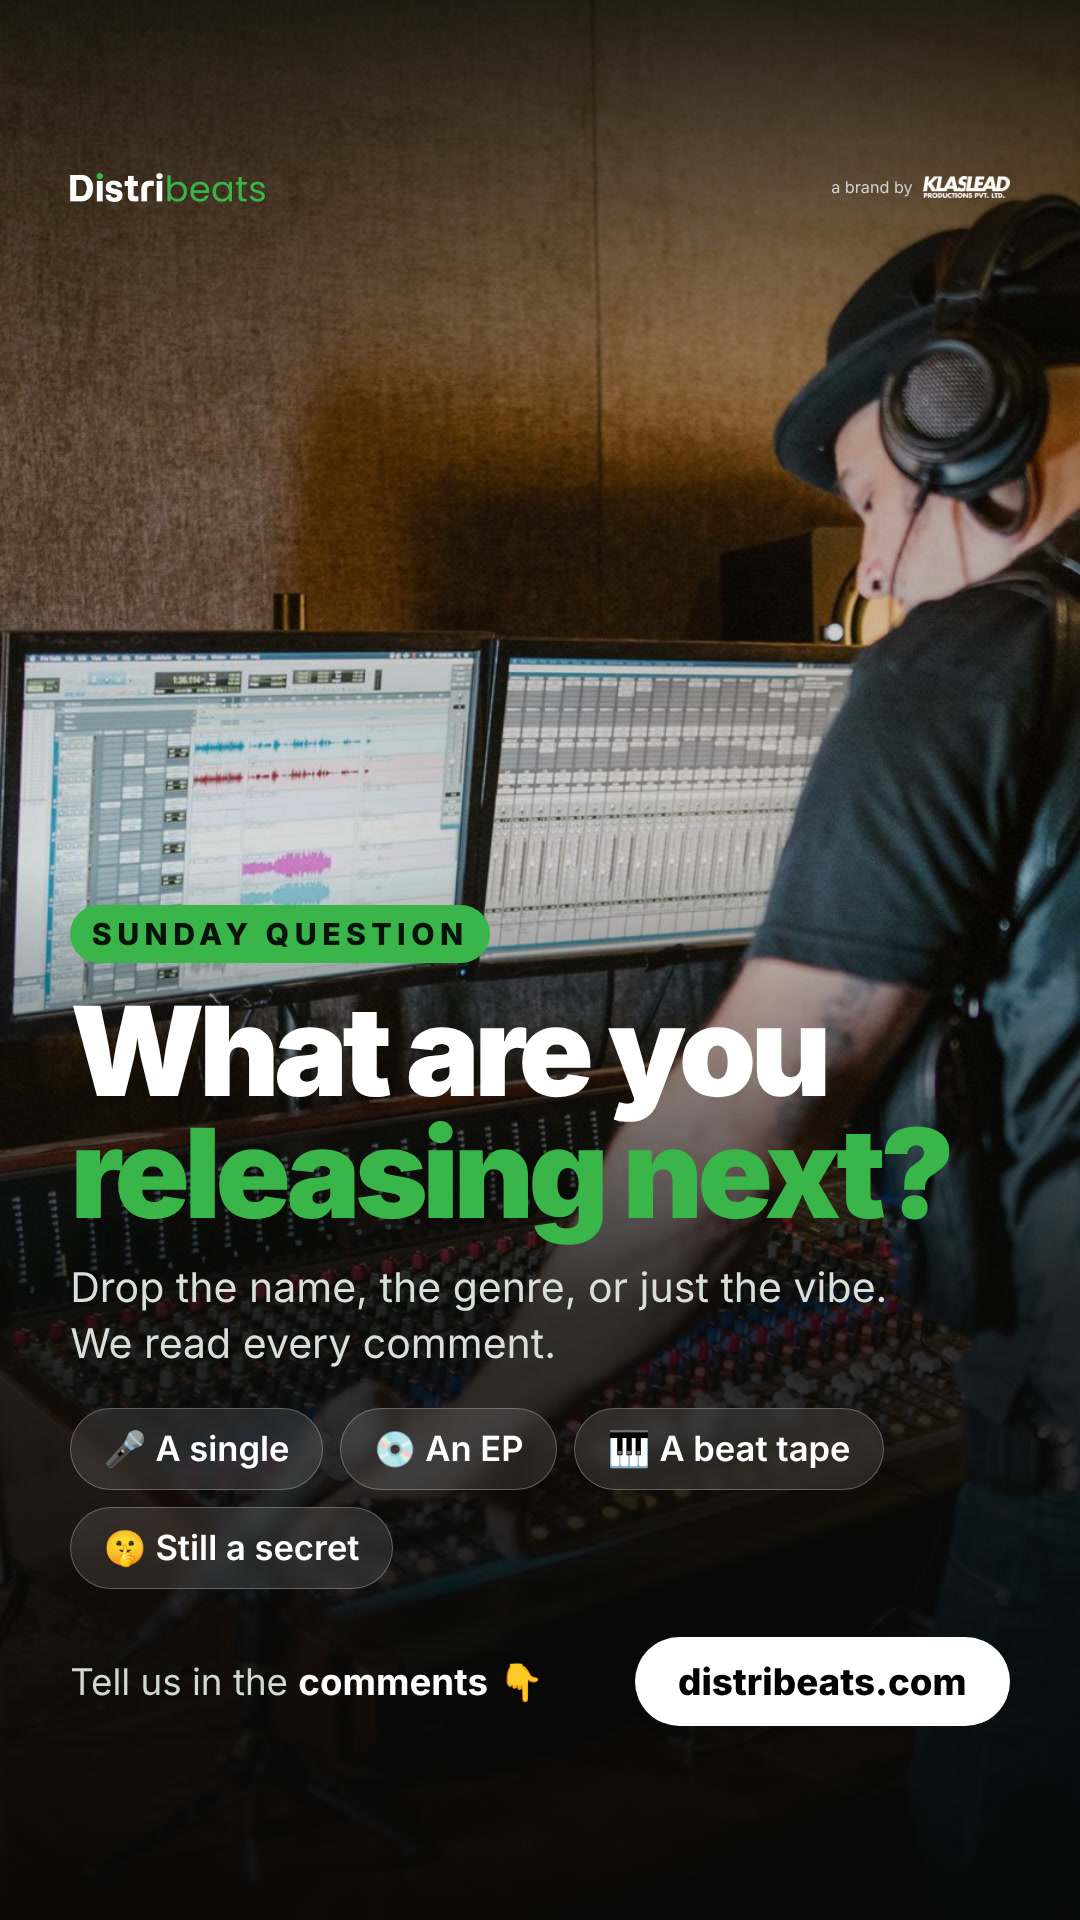 Distribeats
a brand by KLASLEAD
PRODUCTIONS PVT. LTD.
SUNDAY QUESTION
What are you
releasing next?
Drop the name, the genre, or just the vibe.
We read every comment.
🎤 A single
💿 An EP
🎹 A beat tape
🤫 Still a secret
Tell us in the comments 👇
distribeats.com